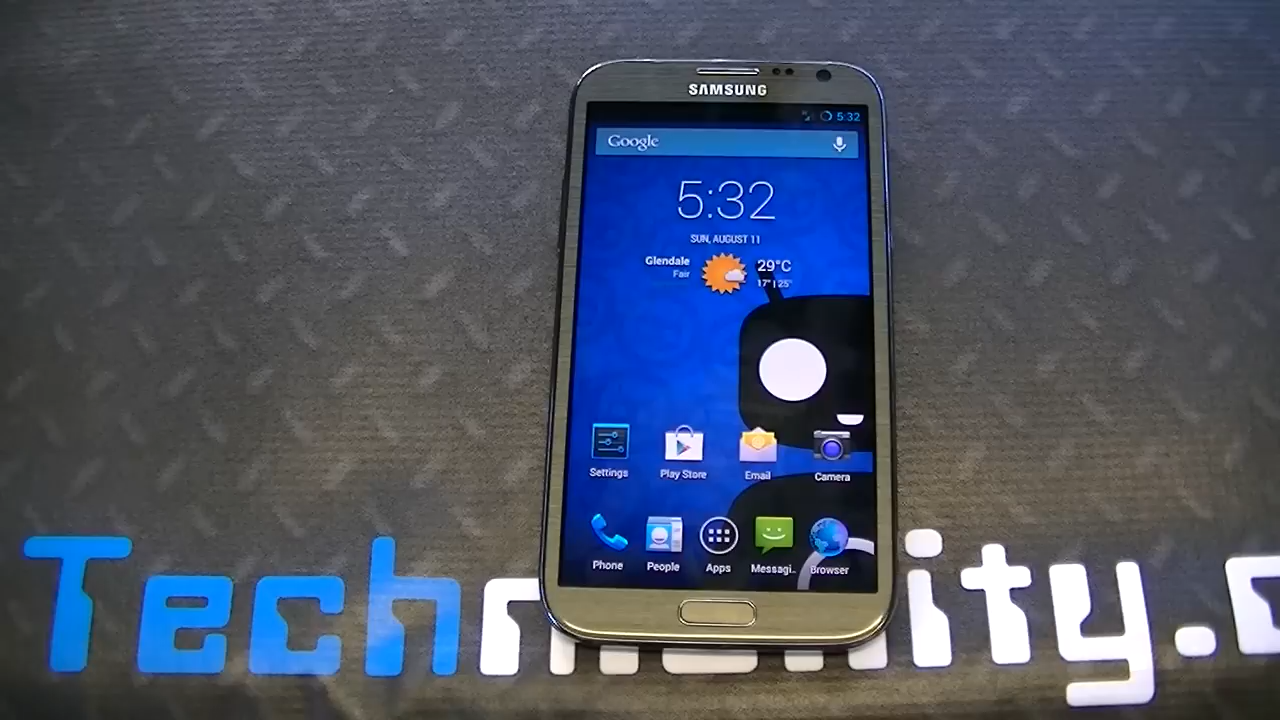 SAMSUNG
5:32
Google
5:32
SUN, AUGUST 11
Glendale
Fair
29°C
17° | 25°
Settings
Play Store
Email
Camera
Phone
People
Apps
Messagi..
Browser
Tech
ity.c